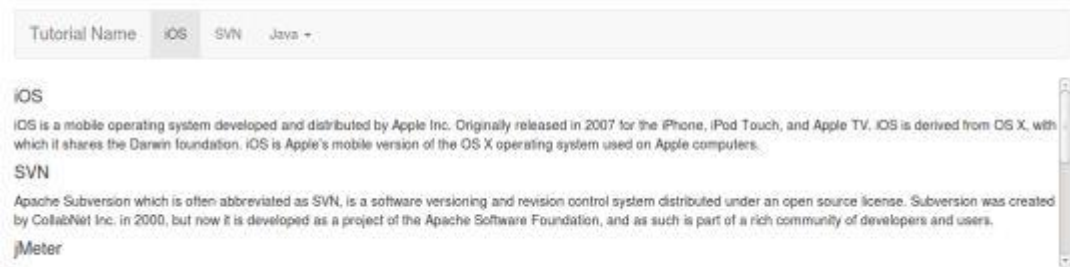 Tutorial Name iOS SVN Java
iOS
iOS is a mobile operating system developed and distributed by Apple Inc. Originally released in 2007 for the iPhone, iPod Touch, and Apple TV. iOS is derived from OS X, with
which it shares the Darwin foundation. iOS is Apple's mobile version of the OS X operating system used on Apple computers.
SVN
Apache Subversion which is often abbreviated as SVN, is a software versioning and revision control system distributed under an open source license. Subversion was created
by CollabNet Inc. in 2000, but now it is developed as a project of the Apache Software Foundation, and as such is part of a rich community of developers and users.
jMeter